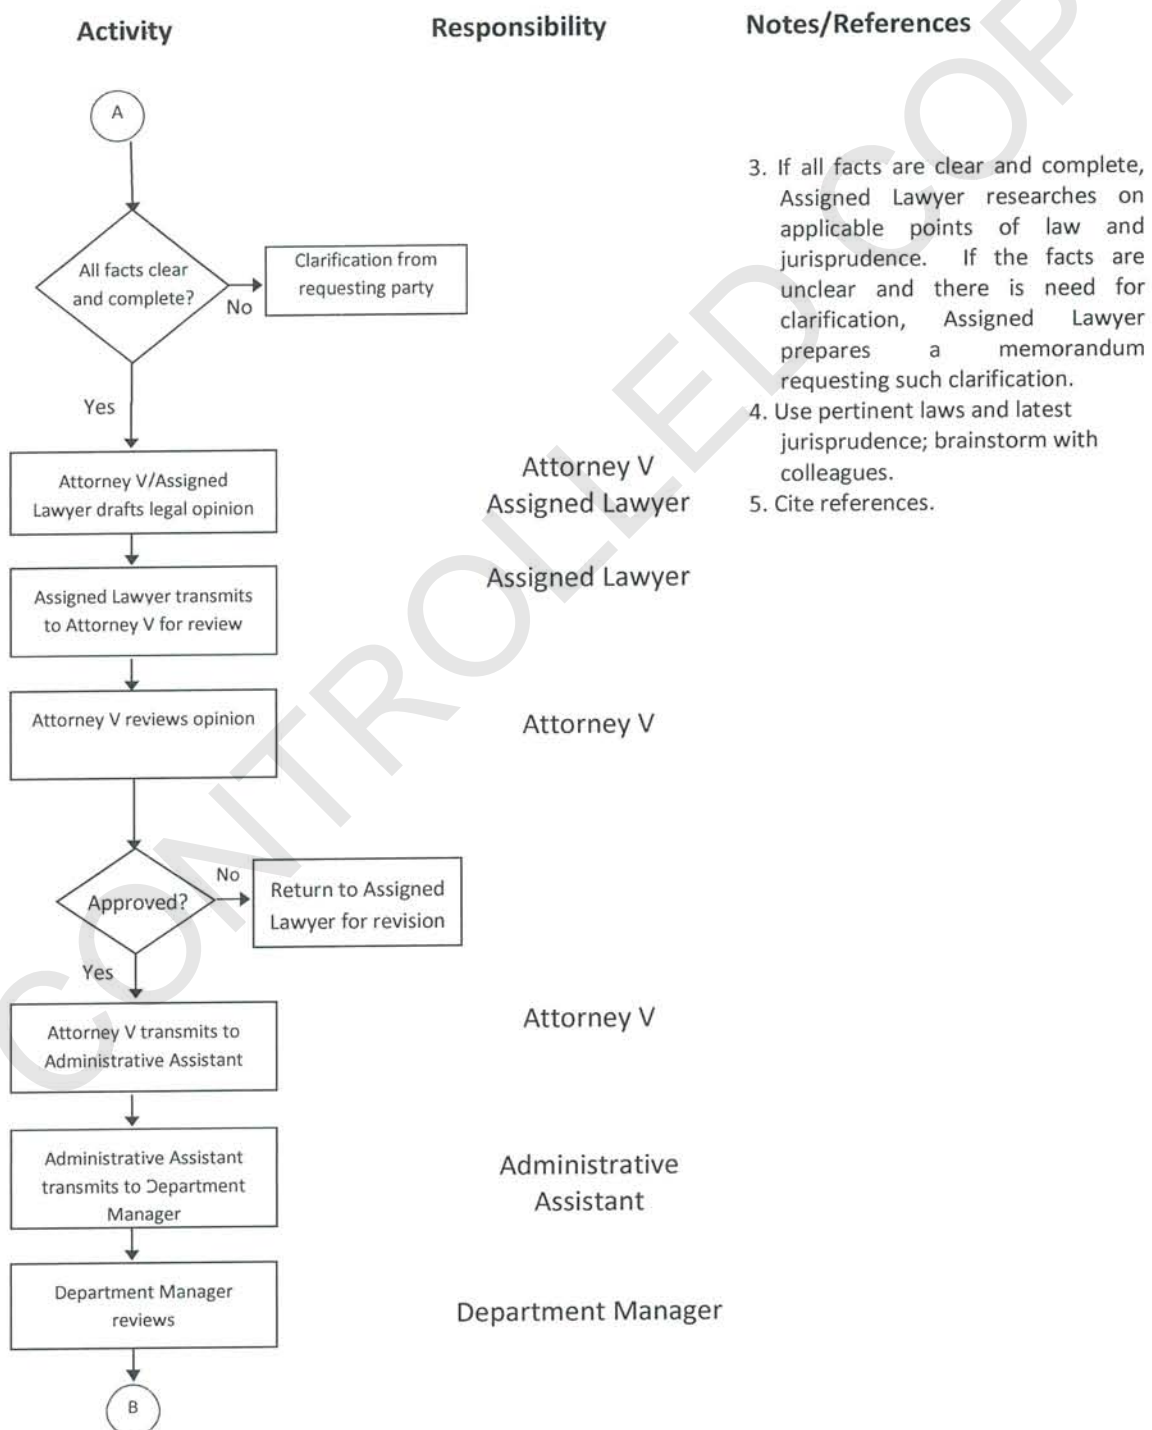 Activity
Responsibility
Notes/References
A
All facts clear
and complete?
No
Clarification from
requesting party
Yes
3. If all facts are clear and complete,
Assigned Lawyer researches on
applicable points of law and
jurisprudence. If the facts are
unclear and there is need for
clarification, Assigned Lawyer
prepares a memorandum
requesting such clarification.
4. Use pertinent laws and latest
jurisprudence; brainstorm with
colleagues.
5. Cite references.
Attorney V/Assigned
Lawyer drafts legal opinion
Attorney V
Assigned Lawyer
Assigned Lawyer transmits
to Attorney V for review
Assigned Lawyer
Attorney V reviews opinion
Attorney V
Approved?
No
Return to Assigned
Lawyer for revision
Yes
Attorney V transmits to
Administrative Assistant
Attorney V
Administrative Assistant
transmits to Department
Manager
Administrative
Assistant
Department Manager
reviews
Department Manager
B
CONTROLLED COP